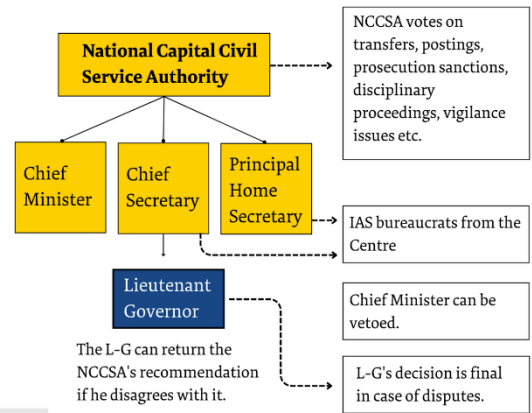 National Capital Civil
Service Authority
NCCSA votes on
transfers, postings,
prosecution sanctions,
disciplinary
proceedings, vigilance
issues etc.
Chief
Minister
Chief
Secretary
Principal
Home
Secretary
IAS bureaucrats from the
Centre
Lieutenant
Governor
Chief Minister can be
vetoed.
The L-G can return the
NCCSA's recommendation
if he disagrees with it.
L-G's decision is final
in case of disputes.